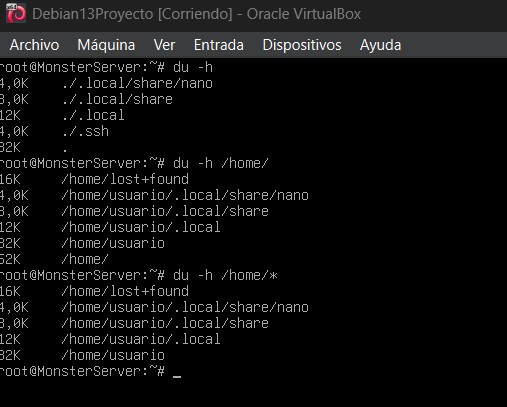 Debian13Proyecto [Corriendo] - Oracle VirtualBox
Archivo Máquina Ver Entrada Dispositivos Ayuda
root@MonsterServer:~# du -h
4,0K ./.local/share/nano
8,0K ./.local/share
12K ./.local
4,0K ./.ssh
32K .
root@MonsterServer:~# du -h /home/
16K /home/lost+found
4,0K /home/usuario/.local/share/nano
8,0K /home/usuario/.local/share
12K /home/usuario/.local
32K /home/usuario
52K /home/
root@MonsterServer:~# du -h /home/*
16K /home/lost+found
4,0K /home/usuario/.local/share/nano
8,0K /home/usuario/.local/share
12K /home/usuario/.local
32K /home/usuario
root@MonsterServer:~# _